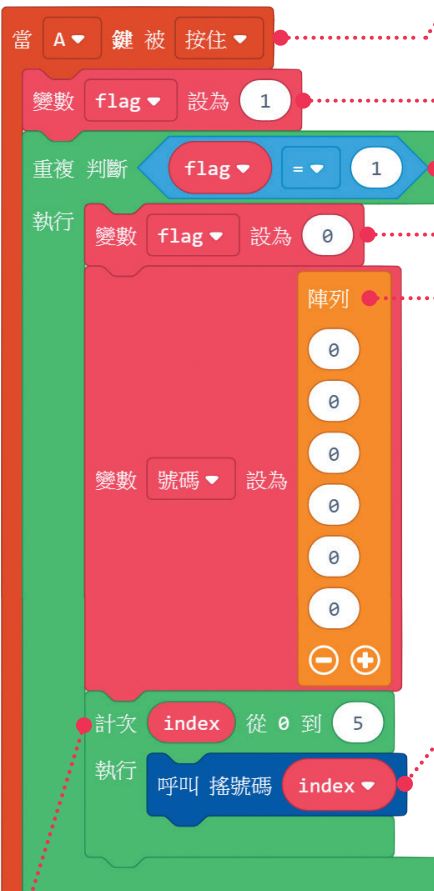 當 A 鍵 被 按住
變數 flag 設為 1
重複 判斷 flag = 1
執行
變數 flag 設為 0
變數 號碼 設為
陣列
0
0
0
0
0
0
計次 index 從 0 到 5
執行
呼叫 搖號碼 index